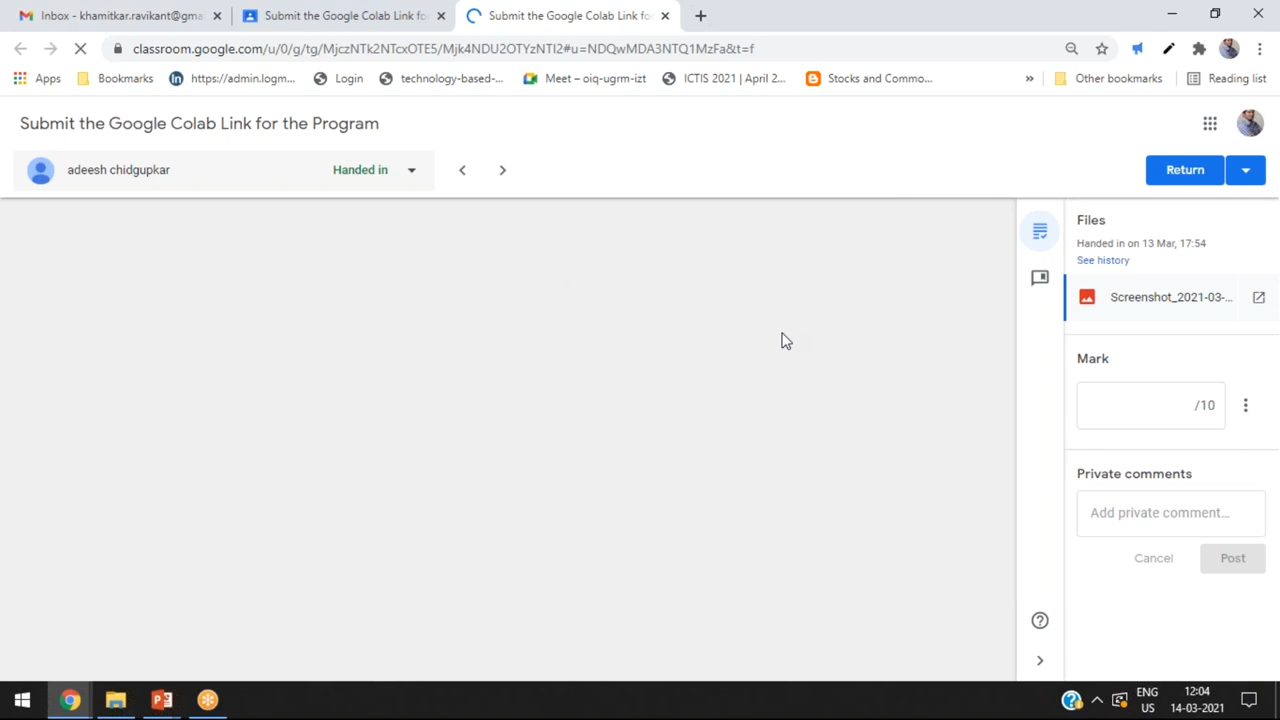 Inbox - khamitkar.ravikant@gma
Submit the Google Colab Link fo
Submit the Google Colab Link fo
classroom.google.com/u/0/g/tg/MjczNTk2NTcxOTE5/Mjk4NDU2OTYzNTI2#u=NDQwMDA3NTQ1MzFa&t=f
Apps
Bookmarks
https://admin.logm...
Login
technology-based-...
Meet – oiq-ugrm-izt
ICTIS 2021 | April 2...
Stocks and Commo...
»
Other bookmarks
Reading list
Submit the Google Colab Link for the Program
adeesh chidgupkar
Handed in
Return
Files
Handed in on 13 Mar, 17:54
See history
Screenshot_2021-03-...
Mark
/10
Private comments
Add private comment...
Cancel
Post
ENG
US
12:04
14-03-2021